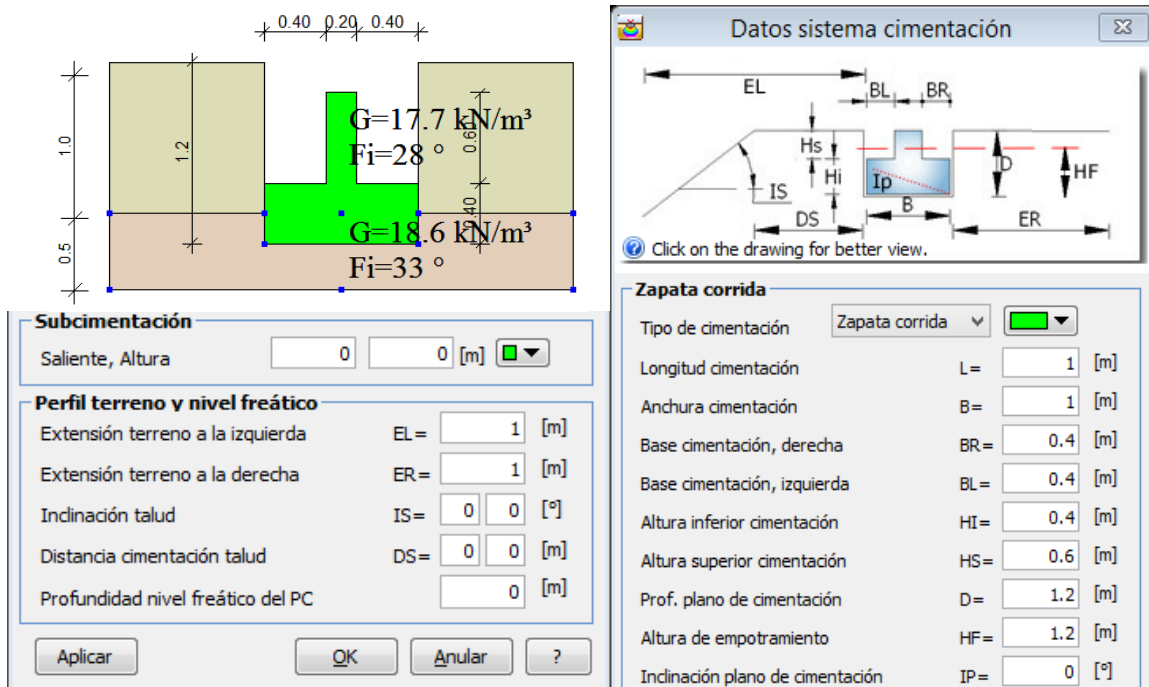 0.40 0.20 0.40
1.0
1.2
G=17.7 kN/m³
0.60
Fi=28 °
0.5
0.40
G=18.6 kN/m³
Fi=33 °
Subcimentación
Saliente, Altura 0 0 [m]
Perfil terreno y nivel freático
Extensión terreno a la izquierda EL= 1 [m]
Extensión terreno a la derecha ER= 1 [m]
Inclinación talud IS= 0 0 [°]
Distancia cimentación talud DS= 0 0 [m]
Profundidad nivel freático del PC 0 [m]
Aplicar OK Anular ?
Datos sistema cimentación
EL BL BR
Hs D
Hi HF
Ip
IS B
DS ER
Click on the drawing for better view.
Zapata corrida
Tipo de cimentación Zapata corrida
Longitud cimentación L= 1 [m]
Anchura cimentación B= 1 [m]
Base cimentación, derecha BR= 0.4 [m]
Base cimentación, izquierda BL= 0.4 [m]
Altura inferior cimentación HI= 0.4 [m]
Altura superior cimentación HS= 0.6 [m]
Prof. plano de cimentación D= 1.2 [m]
Altura de empotramiento HF= 1.2 [m]
Inclinación plano de cimentación IP= 0 [°]